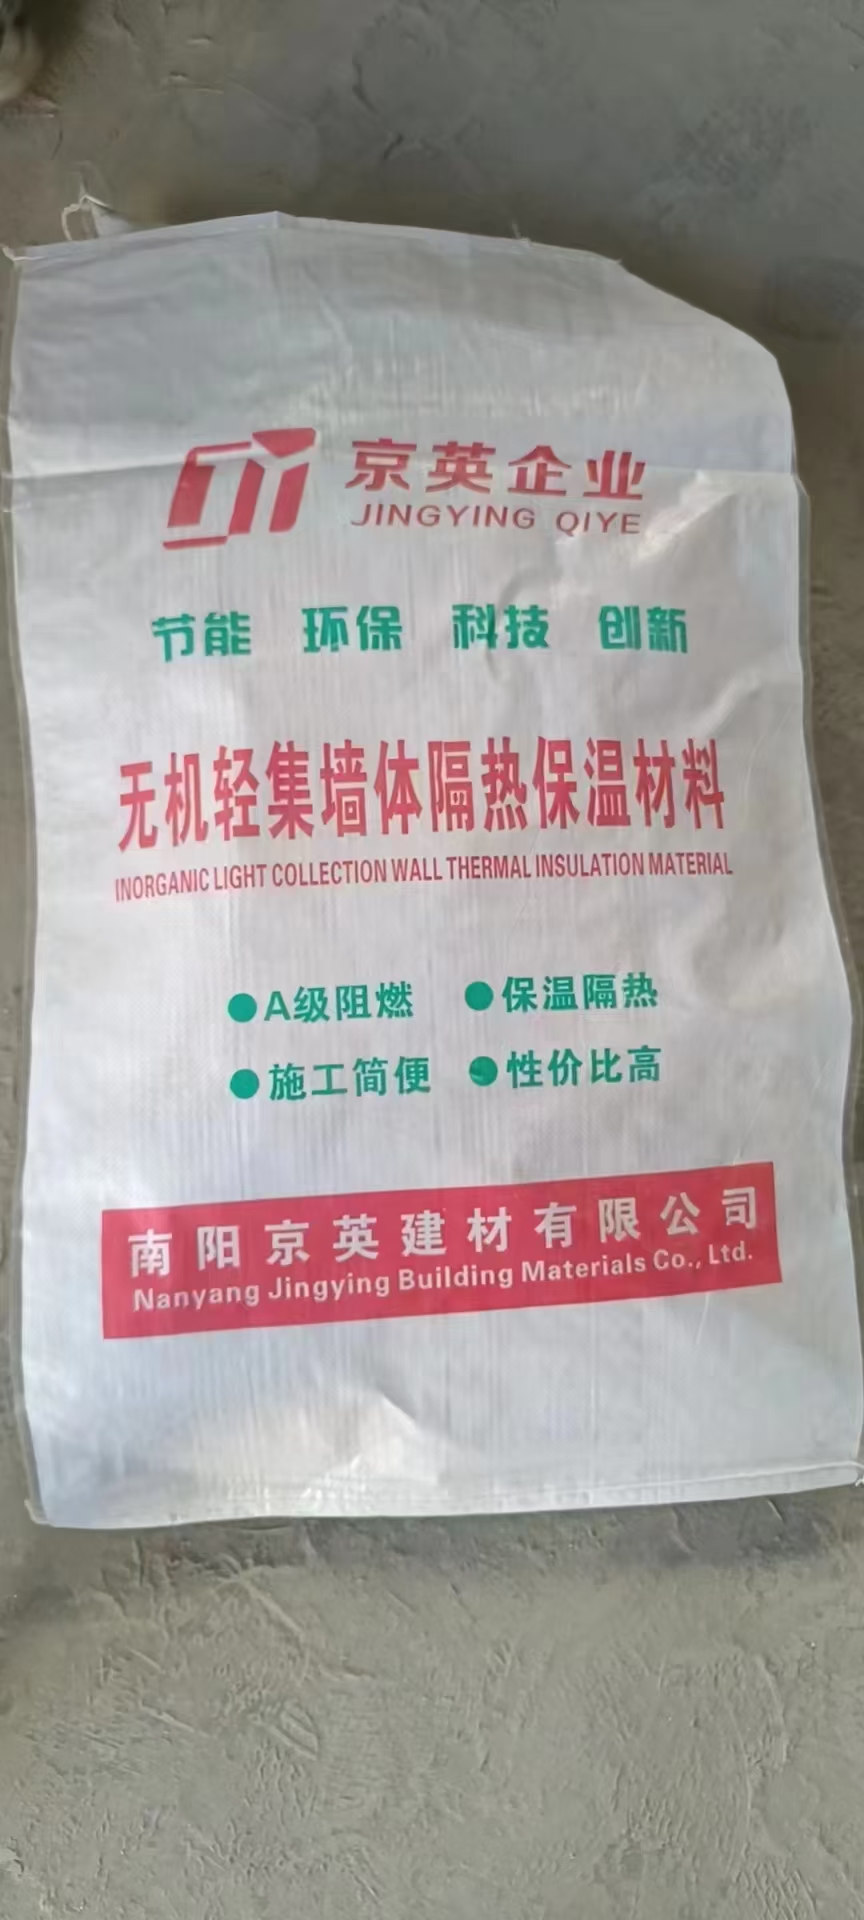 京英企业
JINGYING QIYE
节能 环保 科技 创新
无机轻集墙体隔热保温材料
INORGANIC LIGHT COLLECTION WALL THERMAL INSULATION MATERIAL
●A级阻燃 ●保温隔热
●施工简便 ●性价比高
南阳京英建材有限公司
Nanyang Jingying Building Materials Co., Ltd.